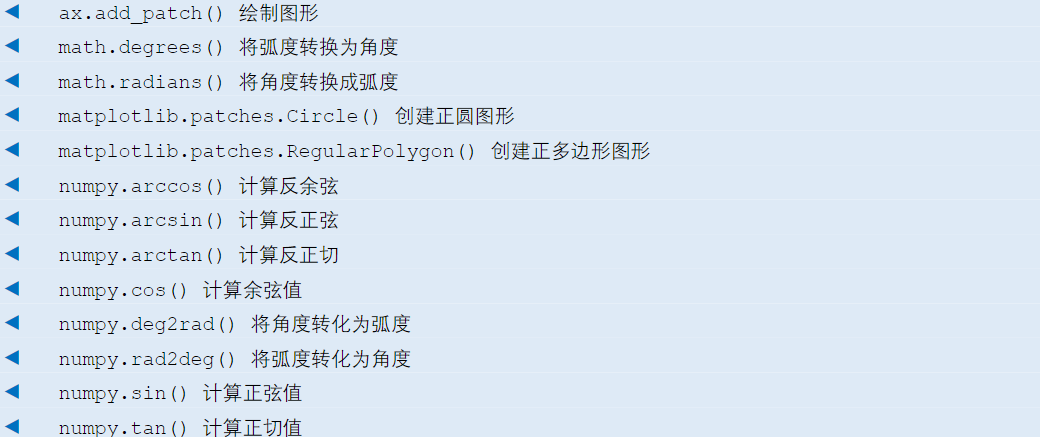 ax.add_patch() 绘制图形
math.degrees() 将弧度转换为角度
math.radians() 将角度转换成弧度
matplotlib.patches.Circle() 创建正圆图形
matplotlib.patches.RegularPolygon() 创建正多边形图形
numpy.arccos() 计算反余弦
numpy.arcsin() 计算反正弦
numpy.arctan() 计算反正切
numpy.cos() 计算余弦值
numpy.deg2rad() 将角度转化为弧度
numpy.rad2deg() 将弧度转化为角度
numpy.sin() 计算正弦值
numpy.tan() 计算正切值